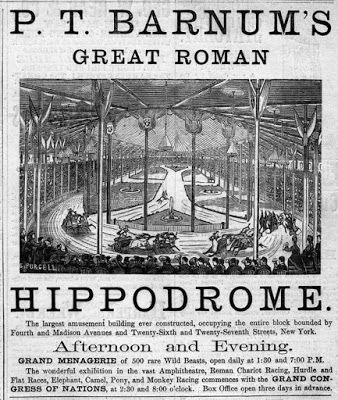 P. T. BARNUM'S
GREAT ROMAN
PURCELL
HIPPODROME.
The largest amusement building ever constructed, occupying the entire block bounded by
Fourth and Madison Avenues and Twenty-Sixth and Twenty-Seventh Streets, New York.
Afternoon and Evening.
GRAND MENAGERIE of 500 rare Wild Beasts, open daily at 1:30 and 7:00 P.M.
The wonderful exhibition in the vast Amphitheatre, Roman Chariot Racing, Hurdle and
Flat Races, Elephant, Camel, Pony, and Monkey Racing commences with the GRAND CON-
GRESS OF NATIONS, at 2:30 and 8:00 o'clock. Box Office open three days in advance.